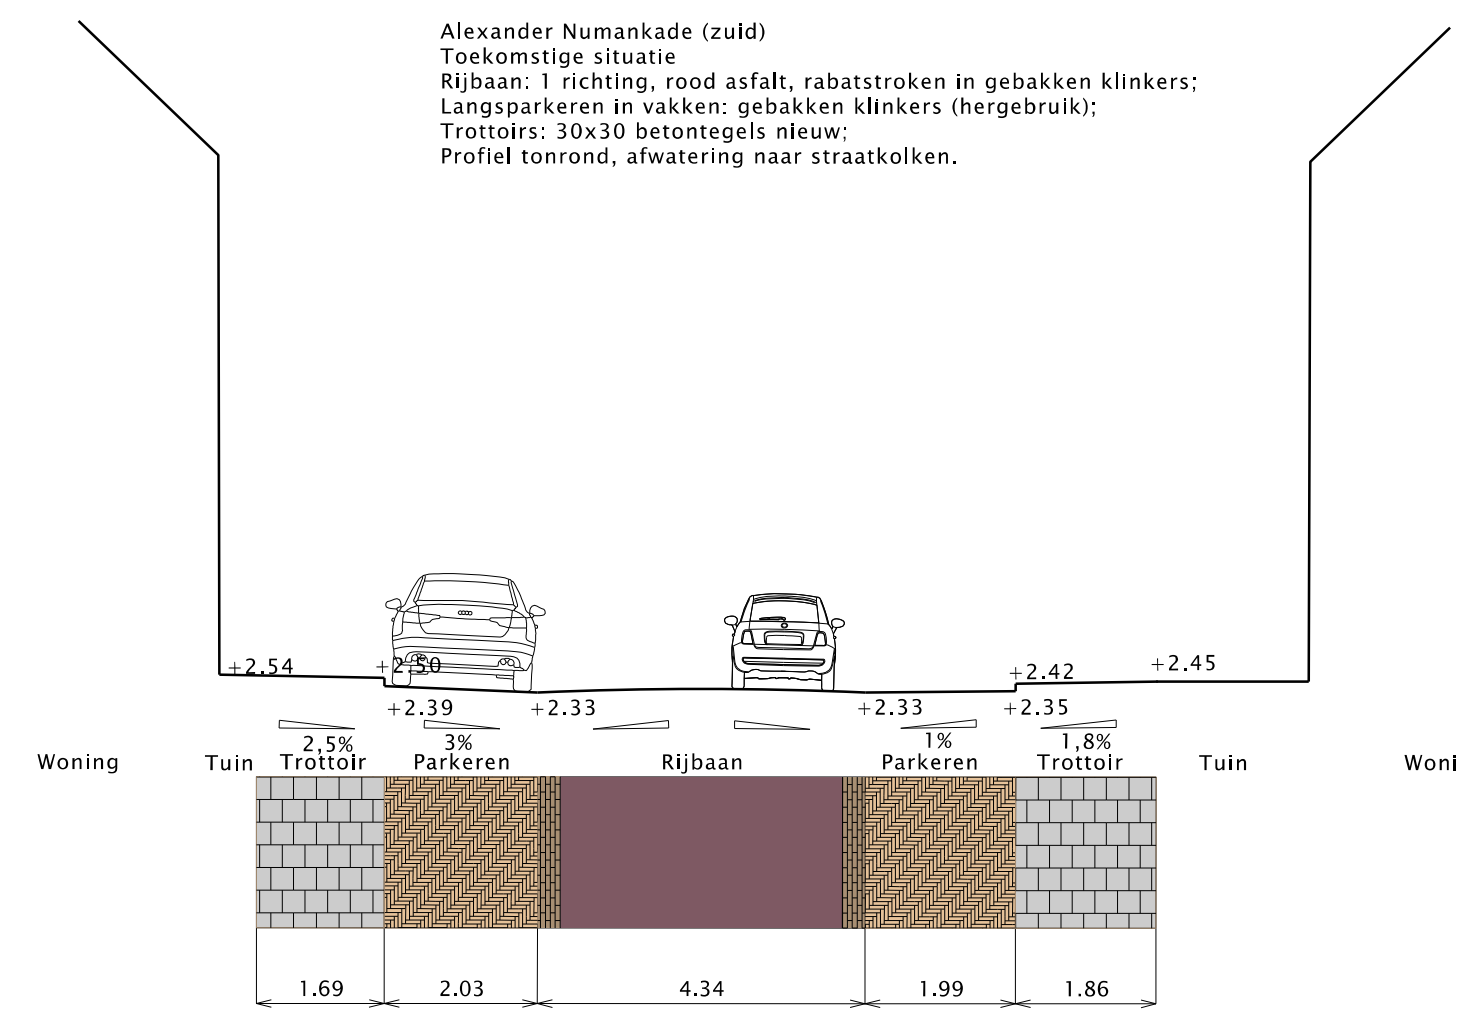 Alexander Numankade (zuid)
Toekomstige situatie
Rijbaan: 1 richting, rood asfalt, rabatstroken in gebakken klinkers;
Langsparkeren in vakken: gebakken klinkers (hergebruik);
Trottoirs: 30x30 betontegels nieuw;
Profiel tonrond, afwatering naar straatkolken.
+2.54 +2.50 +2.42 +2.45
+2.39 +2.33 +2.33 +2.35
2,5% 3% 1% 1,8%
Woning Tuin Trottoir Parkeren Rijbaan Parkeren Trottoir Tuin Woni
1.69 2.03 4.34 1.99 1.86